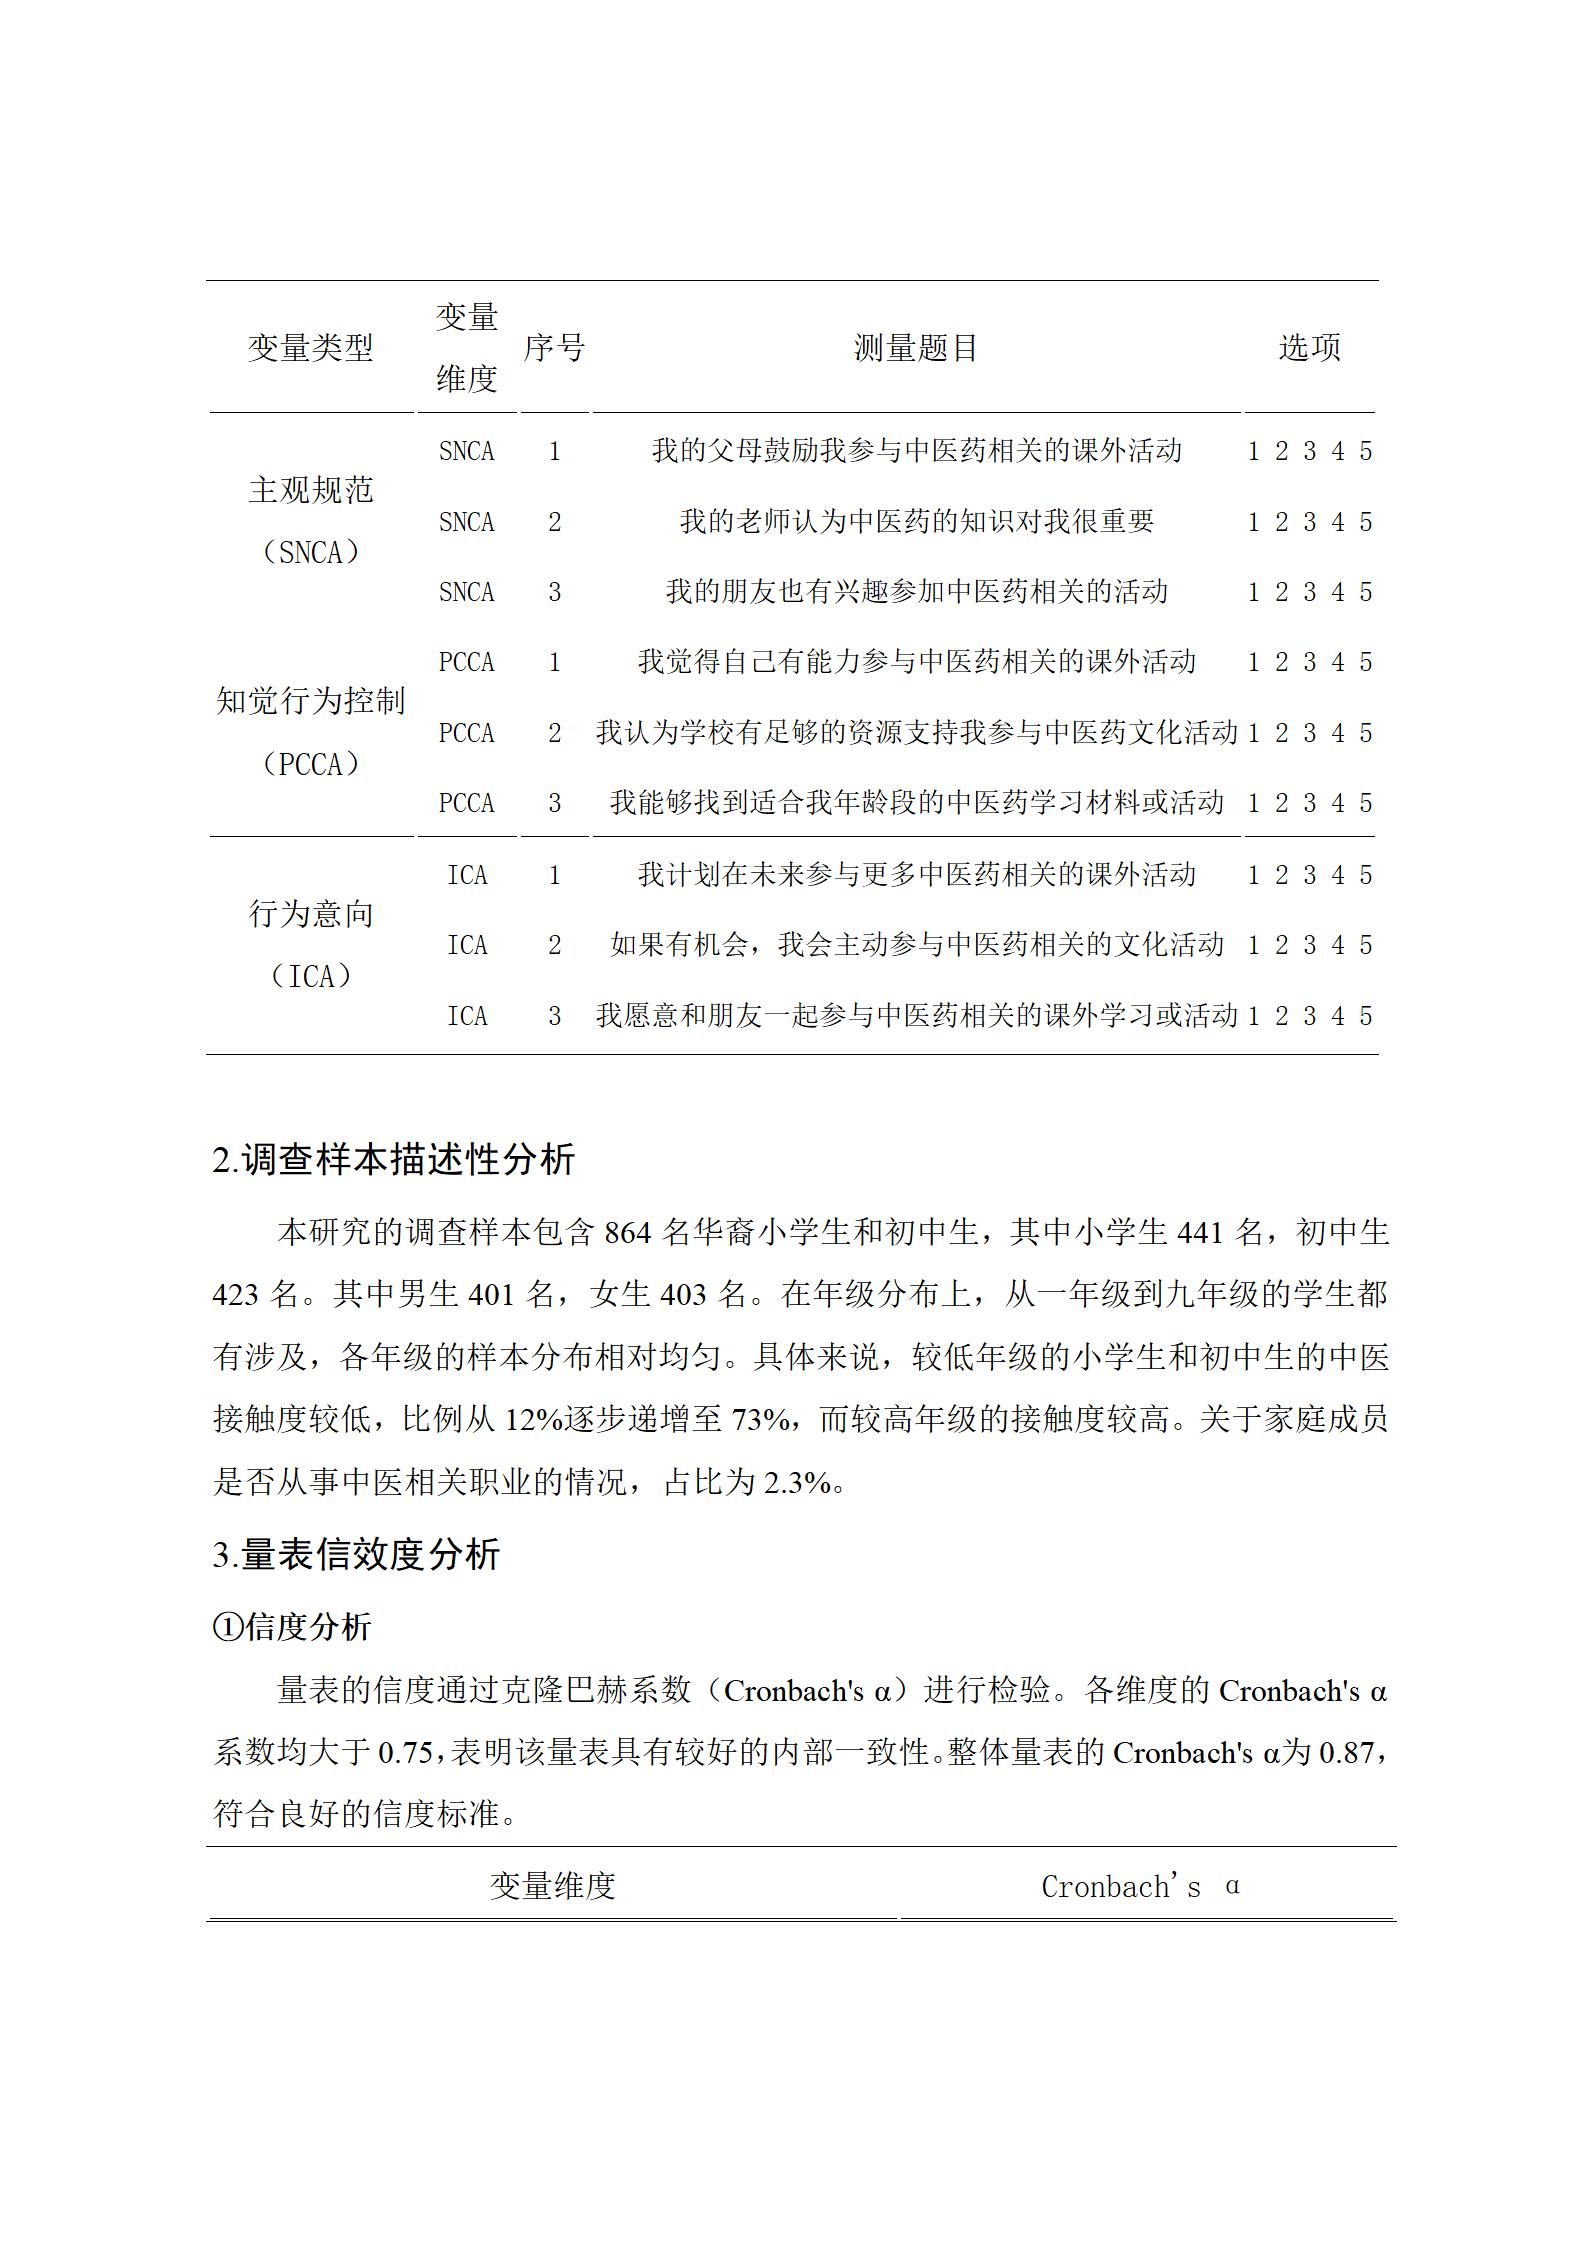 变量类型 变量维度 序号 测量题目 选项
主观规范（SNCA） SNCA 1 我的父母鼓励我参与中医药相关的课外活动 1 2 3 4 5
SNCA 2 我的老师认为中医药的知识对我很重要 1 2 3 4 5
SNCA 3 我的朋友也有兴趣参加中医药相关的活动 1 2 3 4 5
知觉行为控制（PCCA） PCCA 1 我觉得自己有能力参与中医药相关的课外活动 1 2 3 4 5
PCCA 2 我认为学校有足够的资源支持我参与中医药文化活动 1 2 3 4 5
PCCA 3 我能够找到适合我年龄段的中医药学习材料或活动 1 2 3 4 5
行为意向（ICA） ICA 1 我计划在未来参与更多中医药相关的课外活动 1 2 3 4 5
ICA 2 如果有机会，我会主动参与中医药相关的文化活动 1 2 3 4 5
ICA 3 我愿意和朋友一起参与中医药相关的课外学习或活动 1 2 3 4 5
2.调查样本描述性分析
本研究的调查样本包含 864 名华裔小学生和初中生，其中小学生 441 名，初中生
423 名。其中男生 401 名，女生 403 名。在年级分布上，从一年级到九年级的学生都
有涉及，各年级的样本分布相对均匀。具体来说，较低年级的小学生和初中生的中医
接触度较低，比例从 12%逐步递增至 73%，而较高年级的接触度较高。关于家庭成员
是否从事中医相关职业的情况，占比为 2.3%。
3.量表信效度分析
①信度分析
量表的信度通过克隆巴赫系数（Cronbach's α）进行检验。各维度的 Cronbach's α
系数均大于 0.75，表明该量表具有较好的内部一致性。整体量表的 Cronbach's α为 0.87，
符合良好的信度标准。
变量维度 Cronbach's α